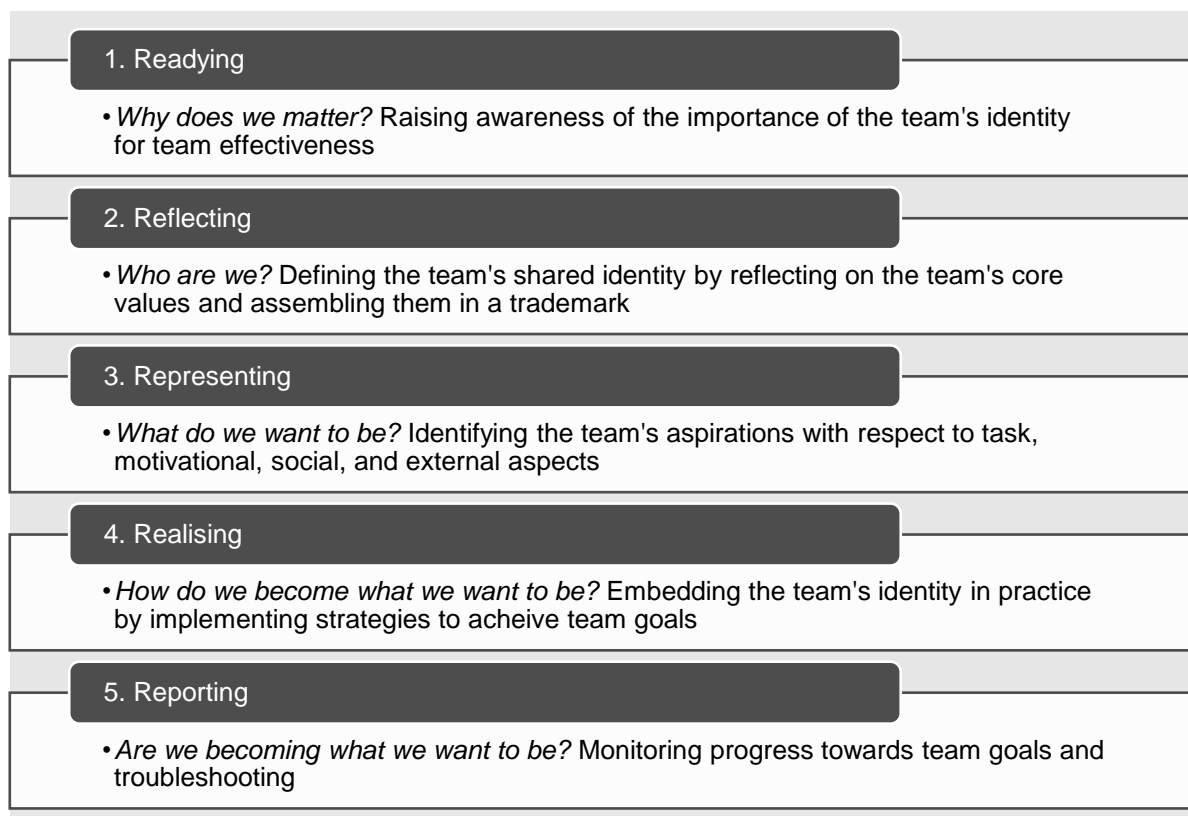 1. Readying
• Why does we matter? Raising awareness of the importance of the team's identity
for team effectiveness
2. Reflecting
• Who are we? Defining the team's shared identity by reflecting on the team's core
values and assembling them in a trademark
3. Representing
• What do we want to be? Identifying the team's aspirations with respect to task,
motivational, social, and external aspects
4. Realising
• How do we become what we want to be? Embedding the team's identity in practice
by implementing strategies to acheive team goals
5. Reporting
• Are we becoming what we want to be? Monitoring progress towards team goals and
troubleshooting